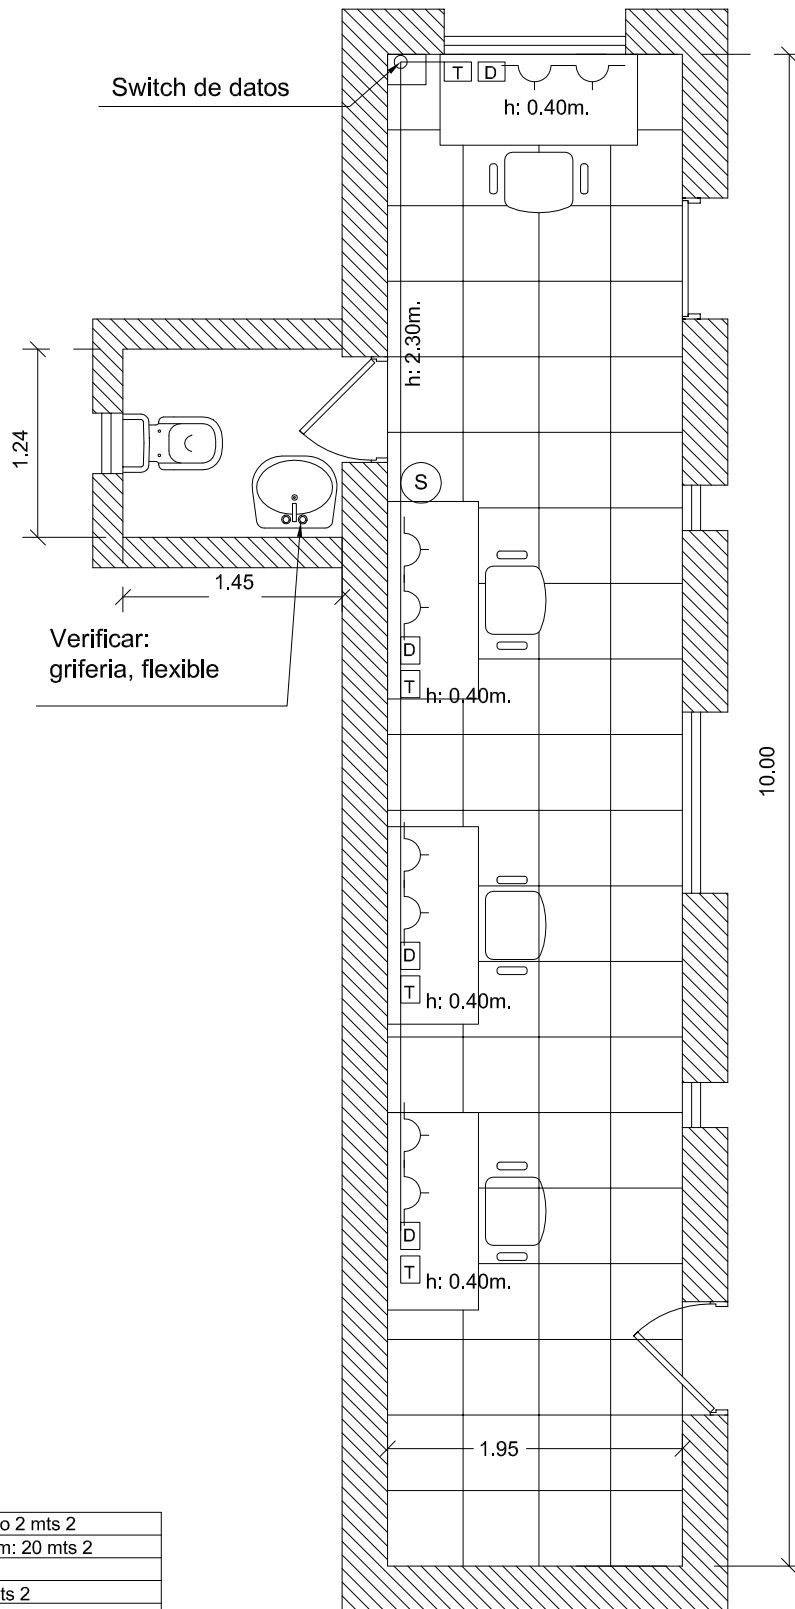 Switch de datos
T D
h: 0.40m.
h: 2.30m.
1.24
S
1.45
Verificar:
griferia, flexible
D
T
h: 0.40m.
10.00
D
T
h: 0.40m.
D
T
h: 0.40m.
1.95
o 2 mts 2
m: 20 mts 2
ts 2